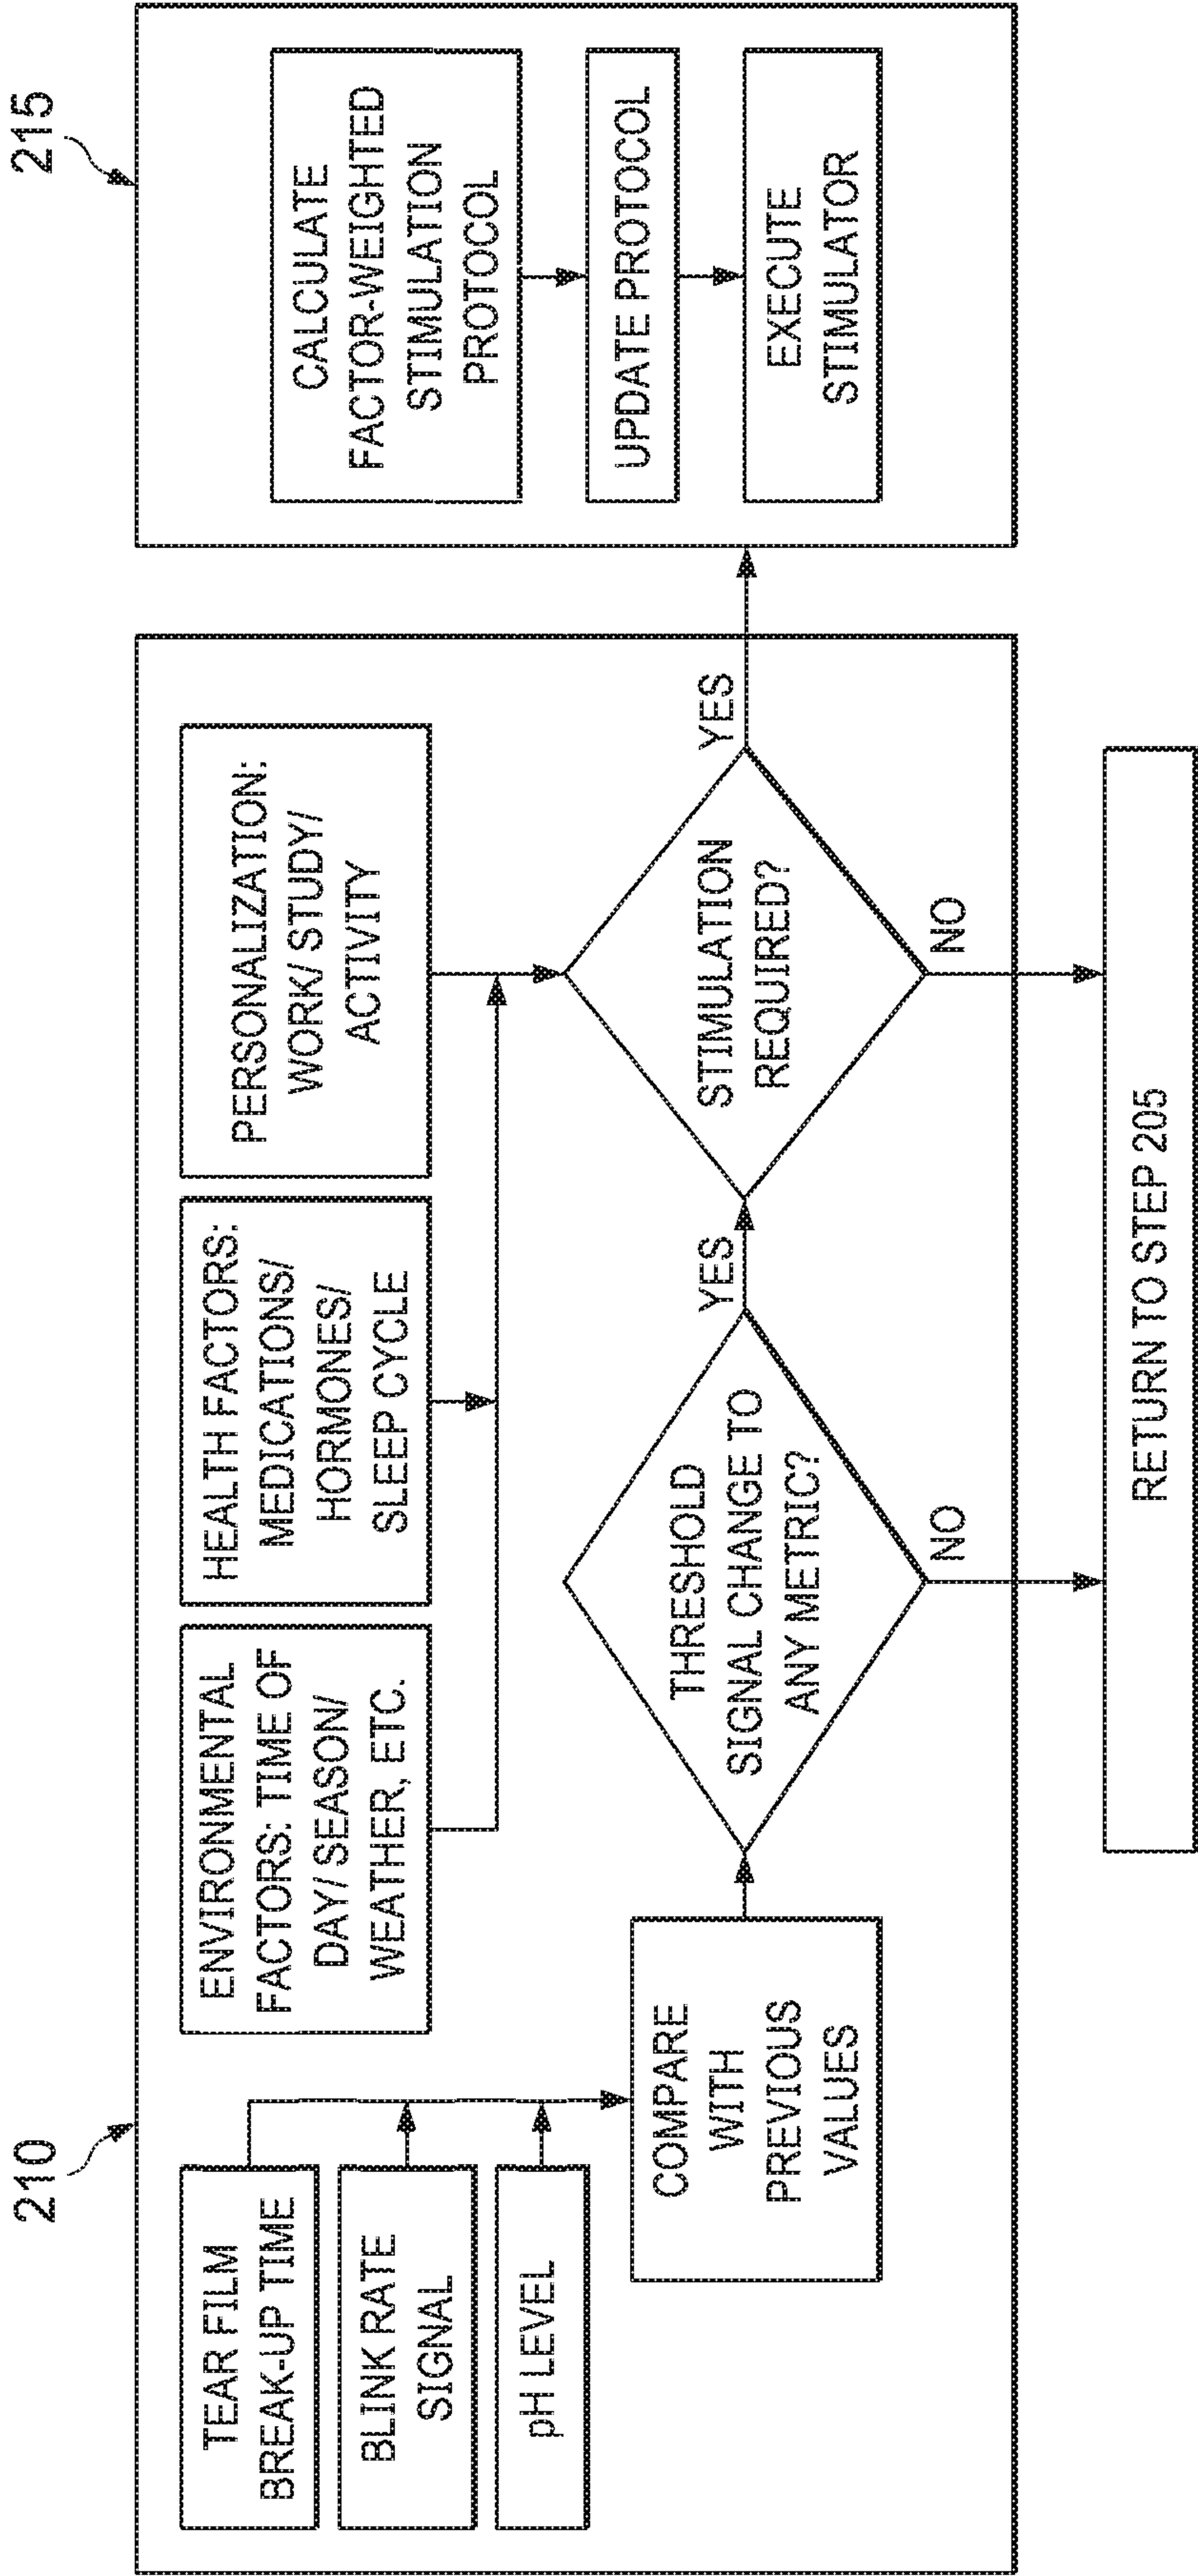 210
TEAR FILM
BREAK-UP TIME
BLINK RATE
SIGNAL
pH LEVEL
COMPARE
WITH
PREVIOUS
VALUES
ENVIRONMENTAL
FACTORS: TIME OF
DAY/ SEASON/
WEATHER, ETC.
HEALTH FACTORS:
MEDICATIONS/
HORMONES/
SLEEP CYCLE
PERSONALIZATION:
WORK/ STUDY/
ACTIVITY
THRESHOLD
SIGNAL CHANGE TO
ANY METRIC?
YES
NO
STIMULATION
REQUIRED?
YES
NO
RETURN TO STEP 205
215
CALCULATE
FACTOR-WEIGHTED
STIMULATION
PROTOCOL
UPDATE PROTOCOL
EXECUTE
STIMULATOR